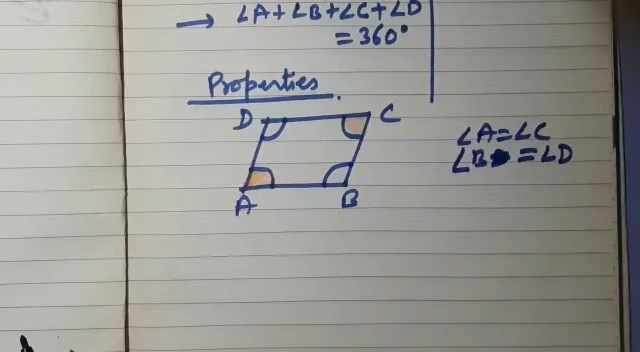 → ∠A+∠B+∠C+∠D
= 360°
Properties.
D C
∠A=∠C
∠B = ∠D
A B